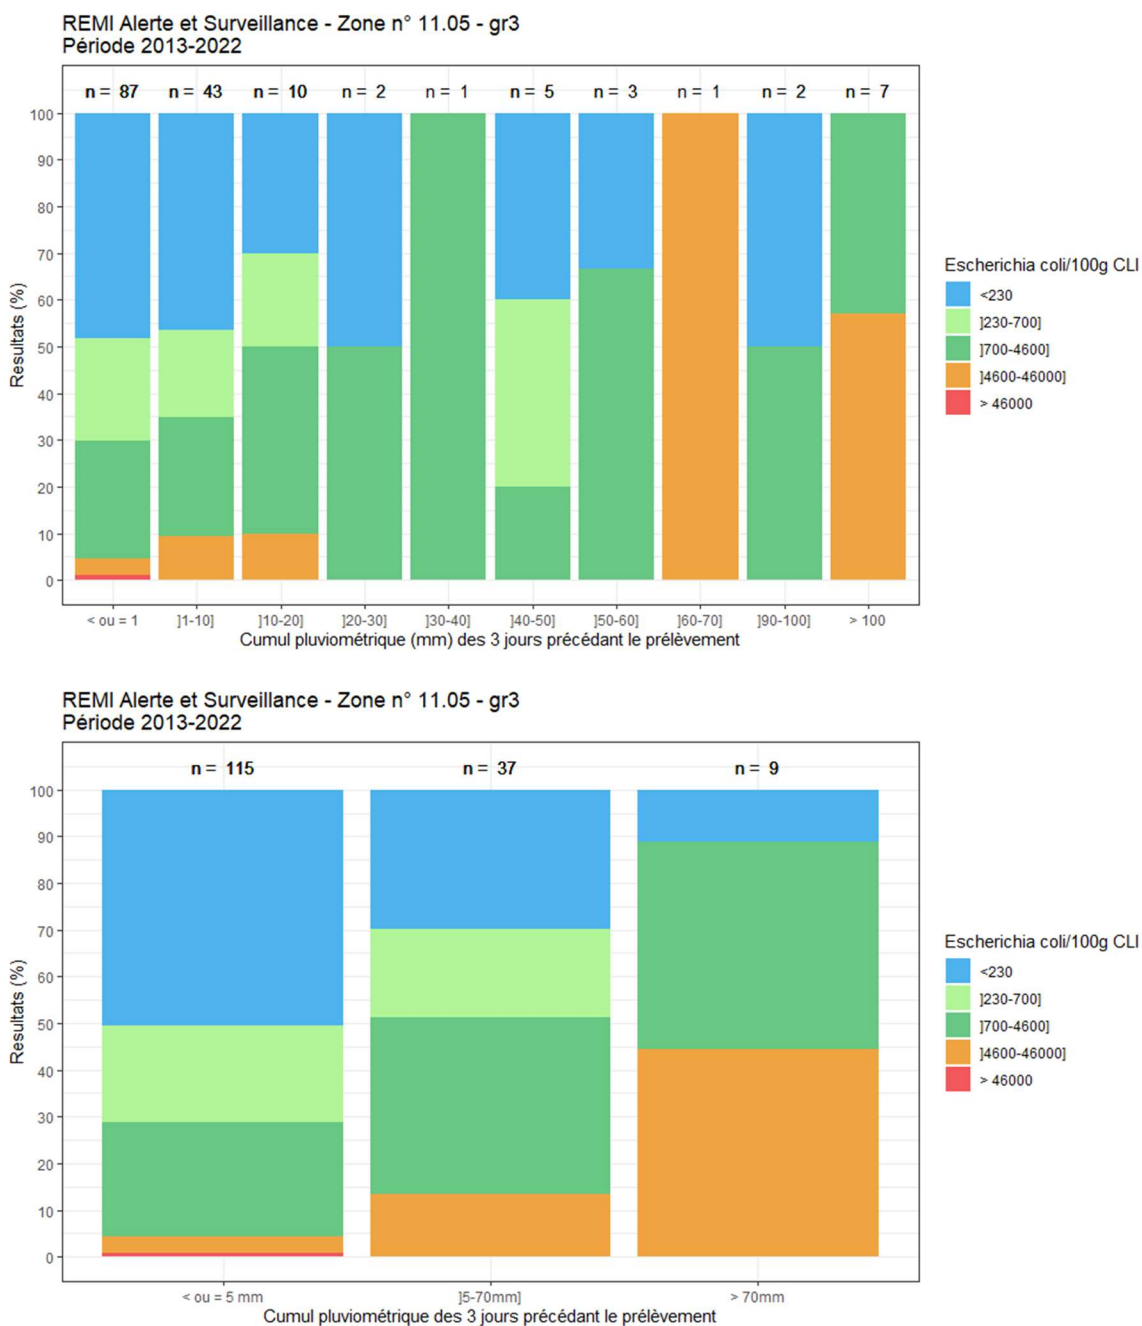 REMI Alerte et Surveillance - Zone n° 11.05 - gr3
Période 2013-2022
n = 87 n = 43 n = 10 n = 2 n = 1 n = 5 n = 3 n = 1 n = 2 n = 7
100
90
80
70
60
50
40
30
20
10
0
Resultats (%)
< ou = 1 ]1-10] ]10-20] ]20-30] ]30-40] ]40-50] ]50-60] ]60-70] ]90-100] > 100
Cumul pluviométrique (mm) des 3 jours précédant le prélèvement
Escherichia coli/100g CLI
<230
]230-700]
]700-4600]
]4600-46000]
> 46000
REMI Alerte et Surveillance - Zone n° 11.05 - gr3
Période 2013-2022
n = 115 n = 37 n = 9
100
90
80
70
60
50
40
30
20
10
0
Resultats (%)
< ou = 5 mm ]5-70mm] > 70mm
Cumul pluviométrique des 3 jours précédant le prélèvement
Escherichia coli/100g CLI
<230
]230-700]
]700-4600]
]4600-46000]
> 46000